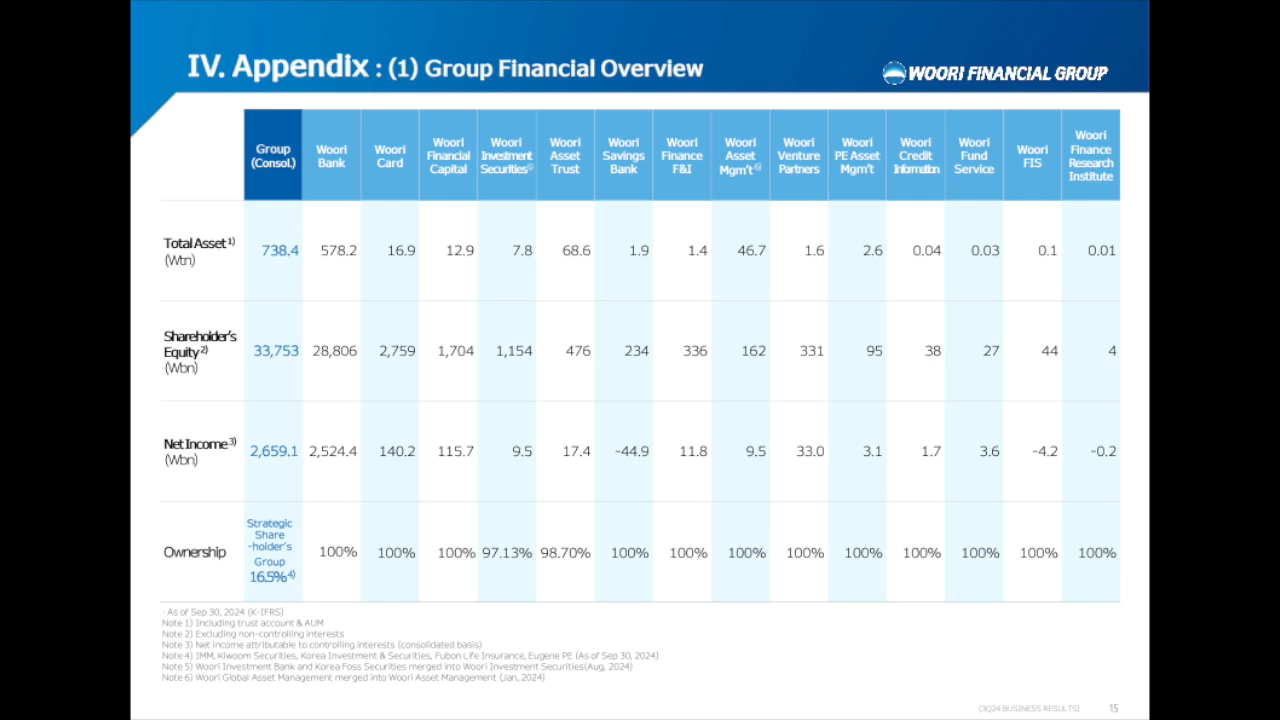 IV. Appendix : (1) Group Financial Overview
WOORI FINANCIAL GROUP
Group (Consol.) Woori Bank Woori Card Woori Financial Capital Woori Investment Securities5) Woori Asset Trust Woori Savings Bank Woori Finance F&I Woori Asset Mgm't6) Woori Venture Partners Woori PE Asset Mgm't Woori Credit Information Woori Fund Service Woori FIS Woori Finance Research Institute
Total Asset1) (Wtn) 738.4 578.2 16.9 12.9 7.8 68.6 1.9 1.4 46.7 1.6 2.6 0.04 0.03 0.1 0.01
Shareholder's Equity2) (Wbn) 33,753 28,806 2,759 1,704 1,154 476 234 336 162 331 95 38 27 44 4
Net Income3) (Wbn) 2,659.1 2,524.4 140.2 115.7 9.5 17.4 -44.9 11.8 9.5 33.0 3.1 1.7 3.6 -4.2 -0.2
Ownership Strategic Share -holder's Group 16.5%4) 100% 100% 100% 97.13% 98.70% 100% 100% 100% 100% 100% 100% 100% 100% 100%
· As of Sep 30, 2024 (K-IFRS)
Note 1) Including trust account & AUM
Note 2) Excluding non-controlling interests
Note 3) Net income attributable to controlling interests (consolidated basis)
Note 4) IMM, Kiwoom Securities, Korea Investment & Securities, Fubon Life Insurance, Eugene PE (As of Sep 30, 2024)
Note 5) Woori Investment Bank and Korea Foss Securities merged into Woori Investment Securities(Aug, 2024)
Note 6) Woori Global Asset Management merged into Woori Asset Management (Jan, 2024)
(3Q24 BUSINESS RESULTS) 15